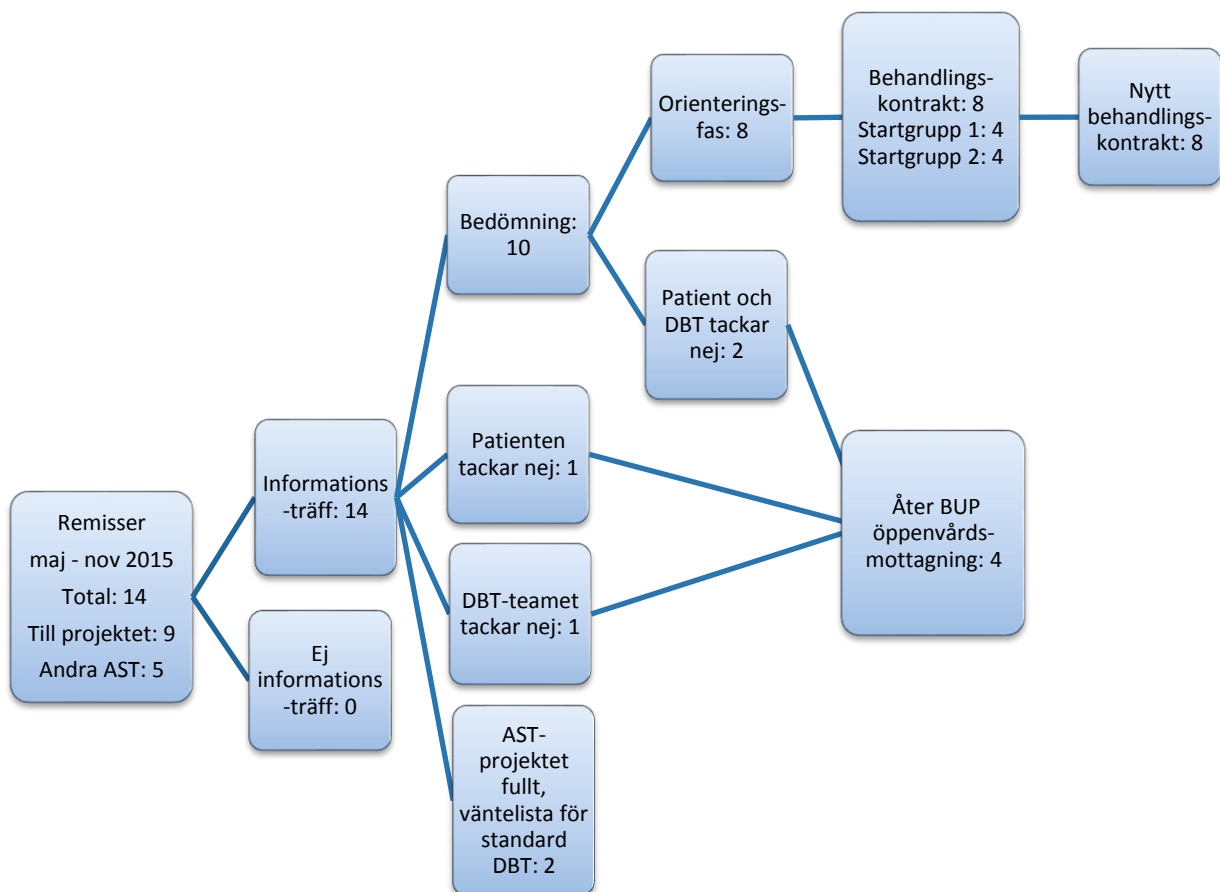 Remisser
maj - nov 2015
Total: 14
Till projektet: 9
Andra AST: 5
Informations
-träff: 14
Ej
informations
-träff: 0
Bedömning:
10
Patienten
tackar nej: 1
DBT-teamet
tackar nej: 1
AST-
projektet
fullt,
väntelista för
standard
DBT: 2
Orienterings-
fas: 8
Patient och
DBT tackar
nej: 2
Behandlings-
kontrakt: 8
Startgrupp 1: 4
Startgrupp 2: 4
Åter BUP
öppenvårds-
mottagning: 4
Nytt
behandlings-
kontrakt: 8